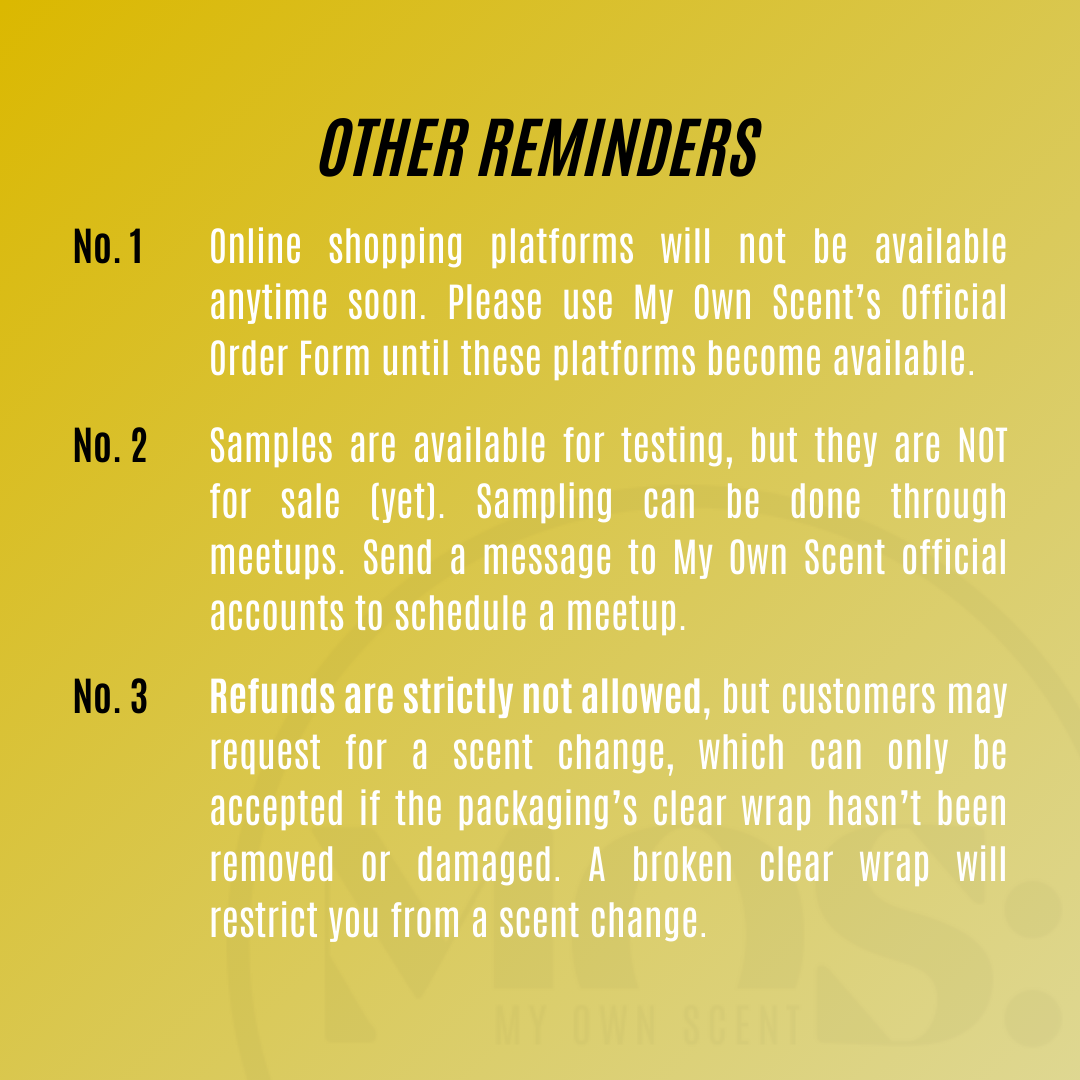 OTHER REMINDERS
No. 1 Online shopping platforms will not be available
anytime soon. Please use My Own Scent’s Official
Order Form until these platforms become available.
No. 2 Samples are available for testing, but they are NOT
for sale (yet). Sampling can be done through
meetups. Send a message to My Own Scent official
accounts to schedule a meetup.
No. 3 Refunds are strictly not allowed, but customers may
request for a scent change, which can only be
accepted if the packaging’s clear wrap hasn’t been
removed or damaged. A broken clear wrap will
restrict you from a scent change.
MOS:
MY OWN SCENT